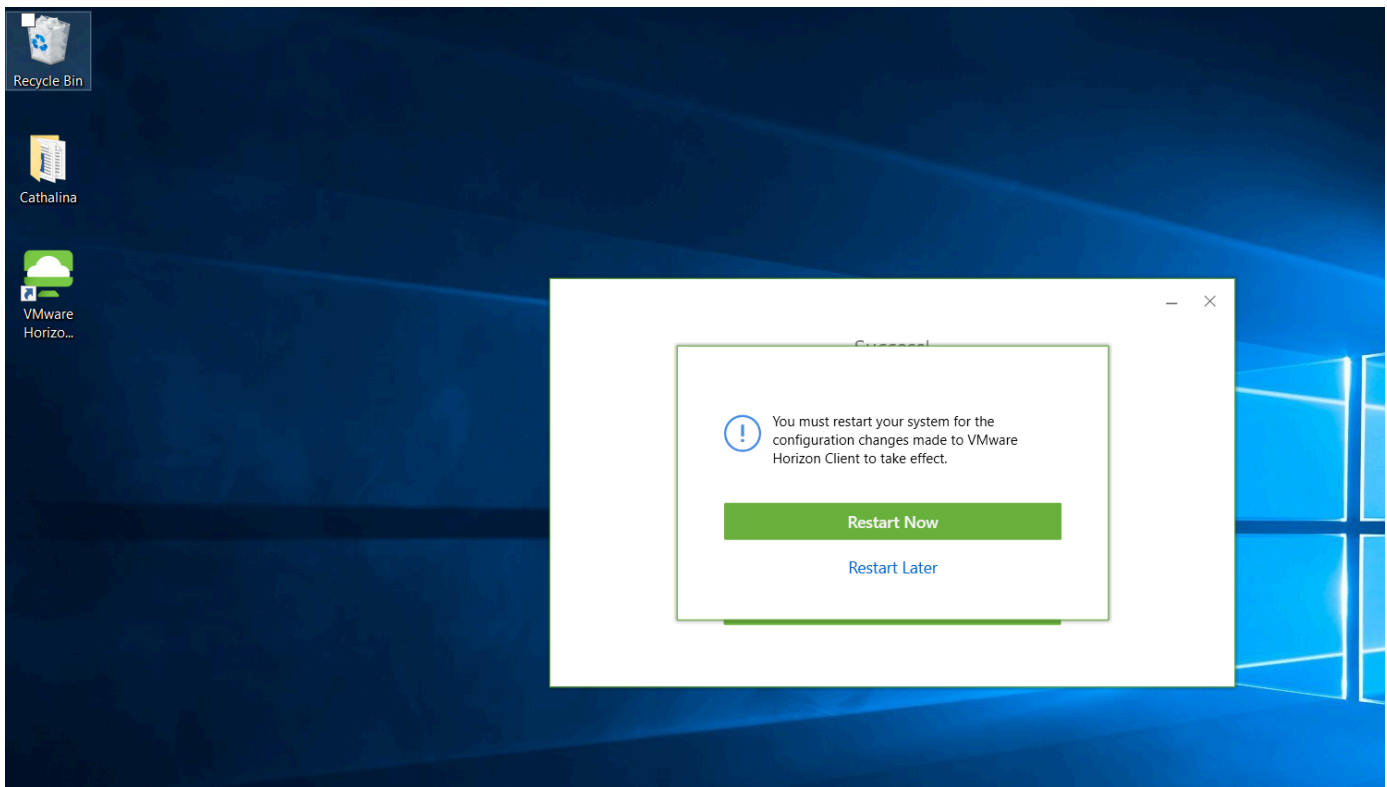 Recycle Bin
Cathalina
VMware
Horizo...
Success!
You must restart your system for the
configuration changes made to VMware
Horizon Client to take effect.
Restart Now
Restart Later